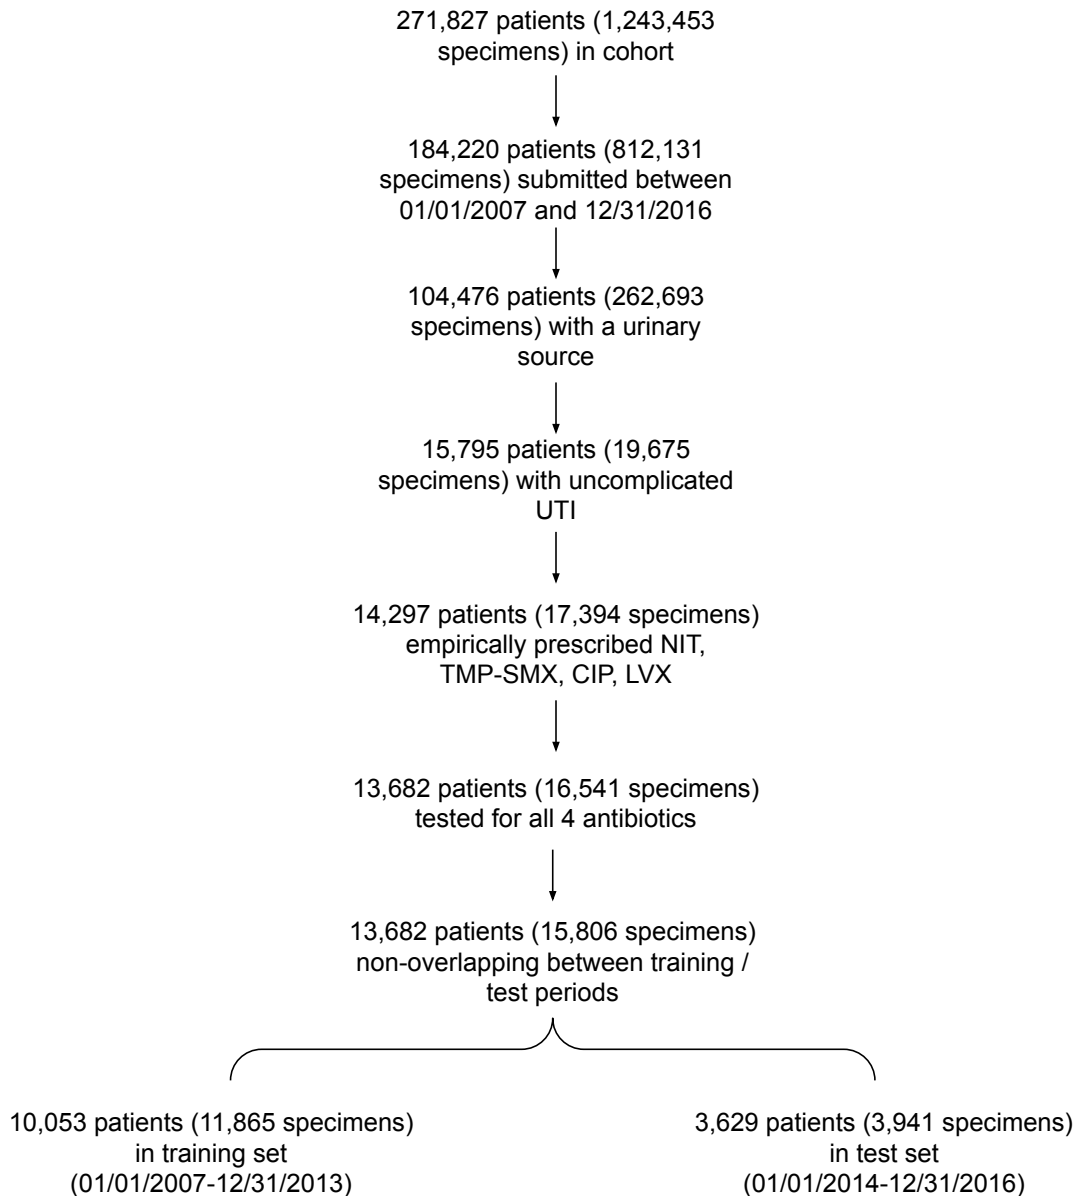 271,827 patients (1,243,453
specimens) in cohort
184,220 patients (812,131
specimens) submitted between
01/01/2007 and 12/31/2016
104,476 patients (262,693
specimens) with a urinary
source
15,795 patients (19,675
specimens) with uncomplicated
UTI
14,297 patients (17,394 specimens)
empirically prescribed NIT,
TMP-SMX, CIP, LVX
13,682 patients (16,541 specimens)
tested for all 4 antibiotics
13,682 patients (15,806 specimens)
non-overlapping between training /
test periods
10,053 patients (11,865 specimens)
in training set
(01/01/2007-12/31/2013)
3,629 patients (3,941 specimens)
in test set
(01/01/2014-12/31/2016)